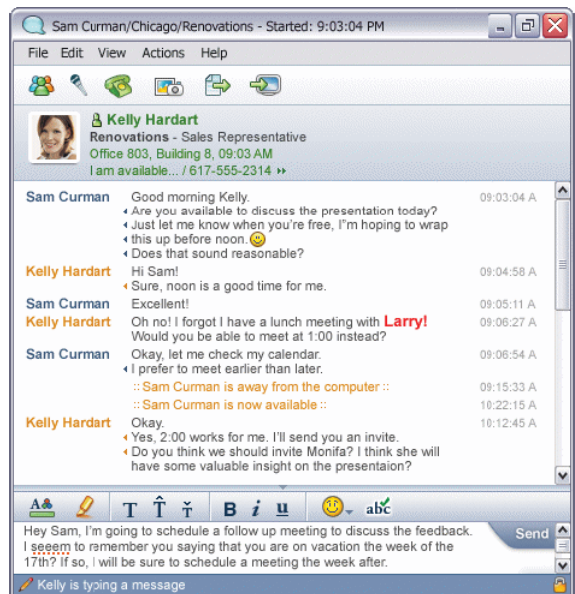 Sam Curman/Chicago/Renovations - Started: 9:03:04 PM
File Edit View Actions Help
Kelly Hardart
Renovations - Sales Representative
Office 803, Building 8, 09:03 AM
I am available... / 617-555-2314
Sam Curman Good morning Kelly. 09:03:04 A
Are you available to discuss the presentation today?
Just let me know when you're free, I"m hoping to wrap
this up before noon.
Does that sound reasonable?
Kelly Hardart Hi Sam! 09:04:58 A
Sure, noon is a good time for me.
Sam Curman Excellent! 09:05:11 A
Kelly Hardart Oh no! I forgot I have a lunch meeting with Larry! 09:06:27 A
Would you be able to meet at 1:00 instead?
Sam Curman Okay, let me check my calendar. 09:06:54 A
I prefer to meet earlier than later.
:: Sam Curman is away from the computer :: 09:15:33 A
:: Sam Curman is now available :: 10:22:15 A
Kelly Hardart Okay. 10:12:45 A
Yes, 2:00 works for me. I'll send you an invite.
Do you think we should invite Monifa? I think she will
have some valuable insight on the presentaion?
A T T T B i u abc
Hey Sam, I'm going to schedule a follow up meeting to discuss the feedback. Send
I seeem to remember you saying that you are on vacation the week of the
17th? If so, I will be sure to schedule a meeting the week after.
Kelly is typing a message